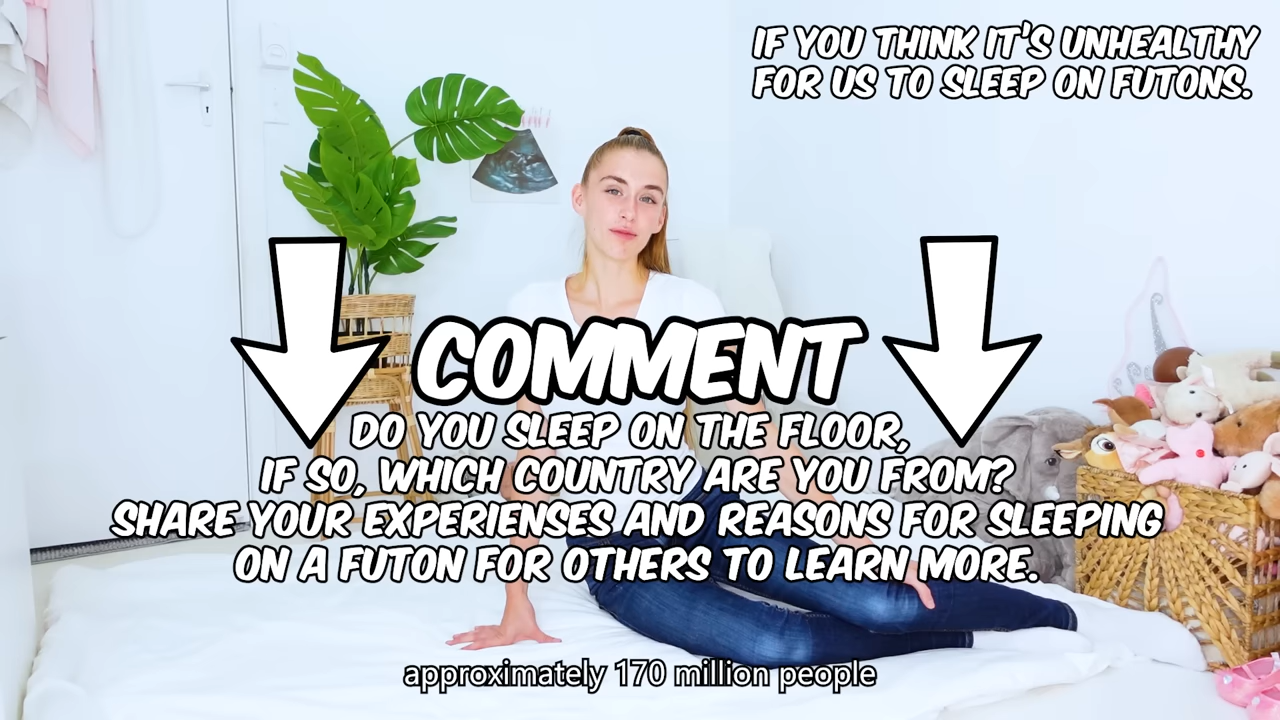 IF YOU THINK IT'S UNHEALTHY
FOR US TO SLEEP ON FUTONS.
COMMENT
DO YOU SLEEP ON THE FLOOR,
IF SO, WHICH COUNTRY ARE YOU FROM?
SHARE YOUR EXPERIENSES AND REASONS FOR SLEEPING
ON A FUTON FOR OTHERS TO LEARN MORE.
approximately 170 million people